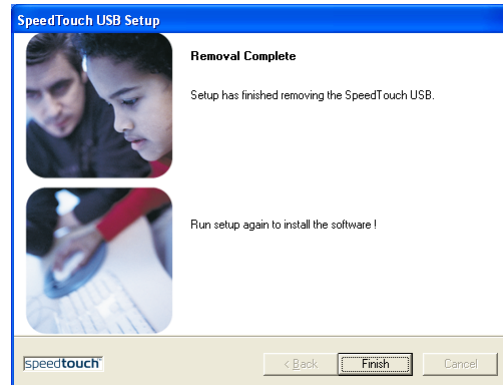 SpeedTouch USB Setup
Removal Complete
Setup has finished removing the SpeedTouch USB.
Run setup again to install the software !
speedtouch™
< Back Finish Cancel